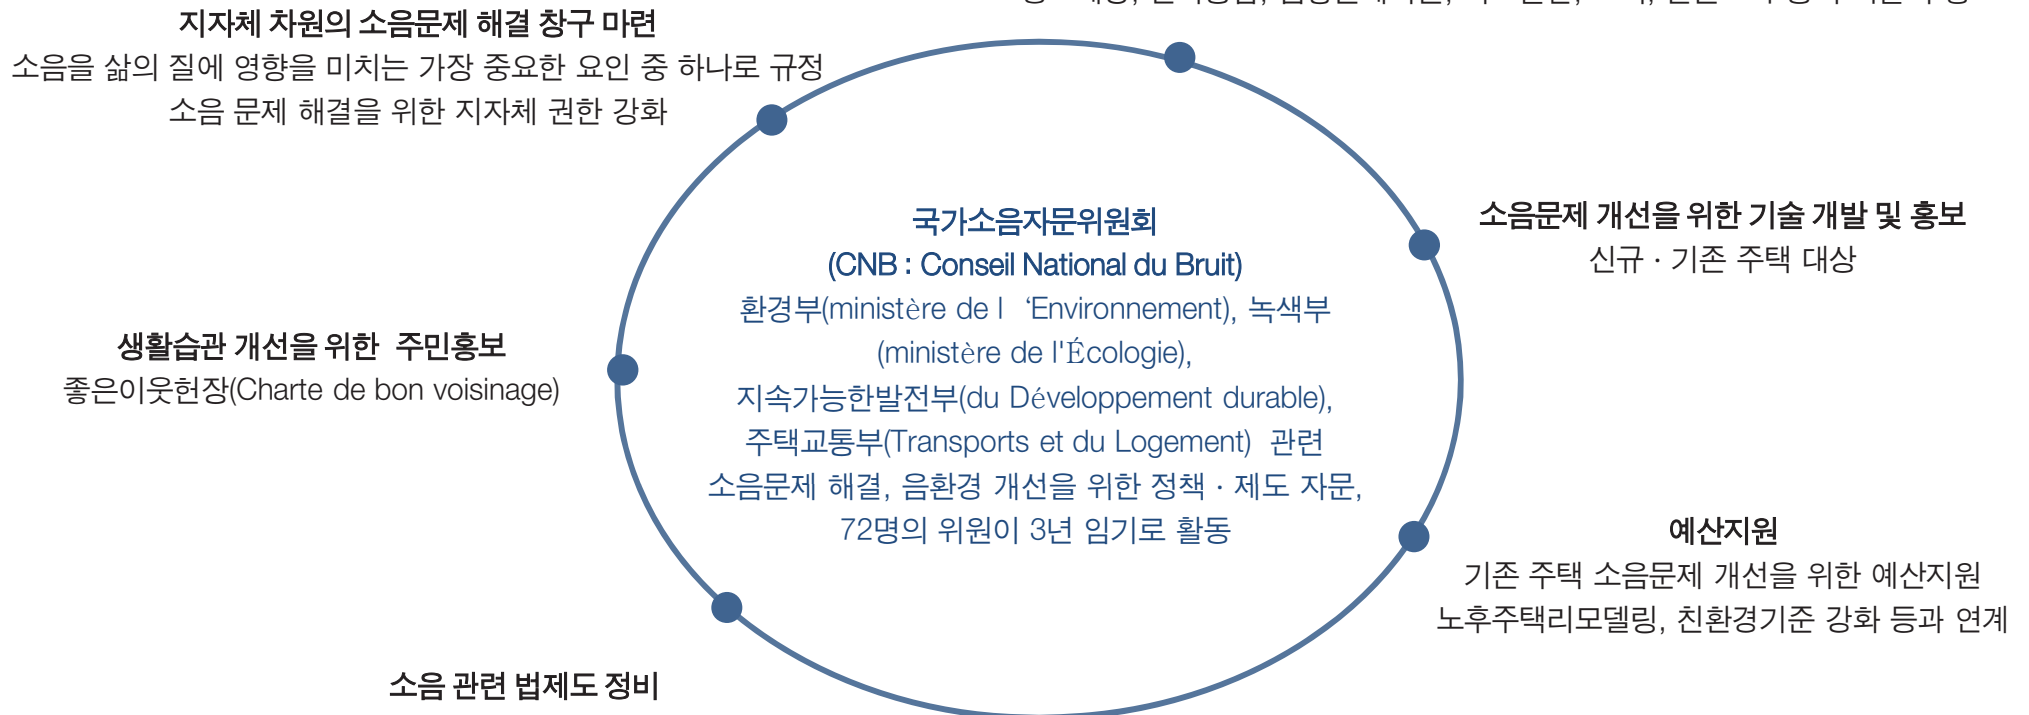 지자체 차원의 소음문제 해결 창구 마련
소음을 삶의 질에 영향을 미치는 가장 중요한 요인 중 하나로 규정
소음 문제 해결을 위한 지자체 권한 강화
소음문제 개선을 위한 기술 개발 및 홍보
신규 · 기존 주택 대상
국가소음자문위원회
(CNB : Conseil National du Bruit)
환경부(ministère de l ‘Environnement), 녹색부
(ministère de l'Écologie),
지속가능한발전부(du Développement durable),
주택교통부(Transports et du Logement) 관련
소음문제 해결, 음환경 개선을 위한 정책 · 제도 자문,
72명의 위원이 3년 임기로 활동
생활습관 개선을 위한 주민홍보
좋은이웃헌장(Charte de bon voisinage)
예산지원
기존 주택 소음문제 개선을 위한 예산지원
노후주택리모델링, 친환경기준 강화 등과 연계
소음 관련 법제도 정비